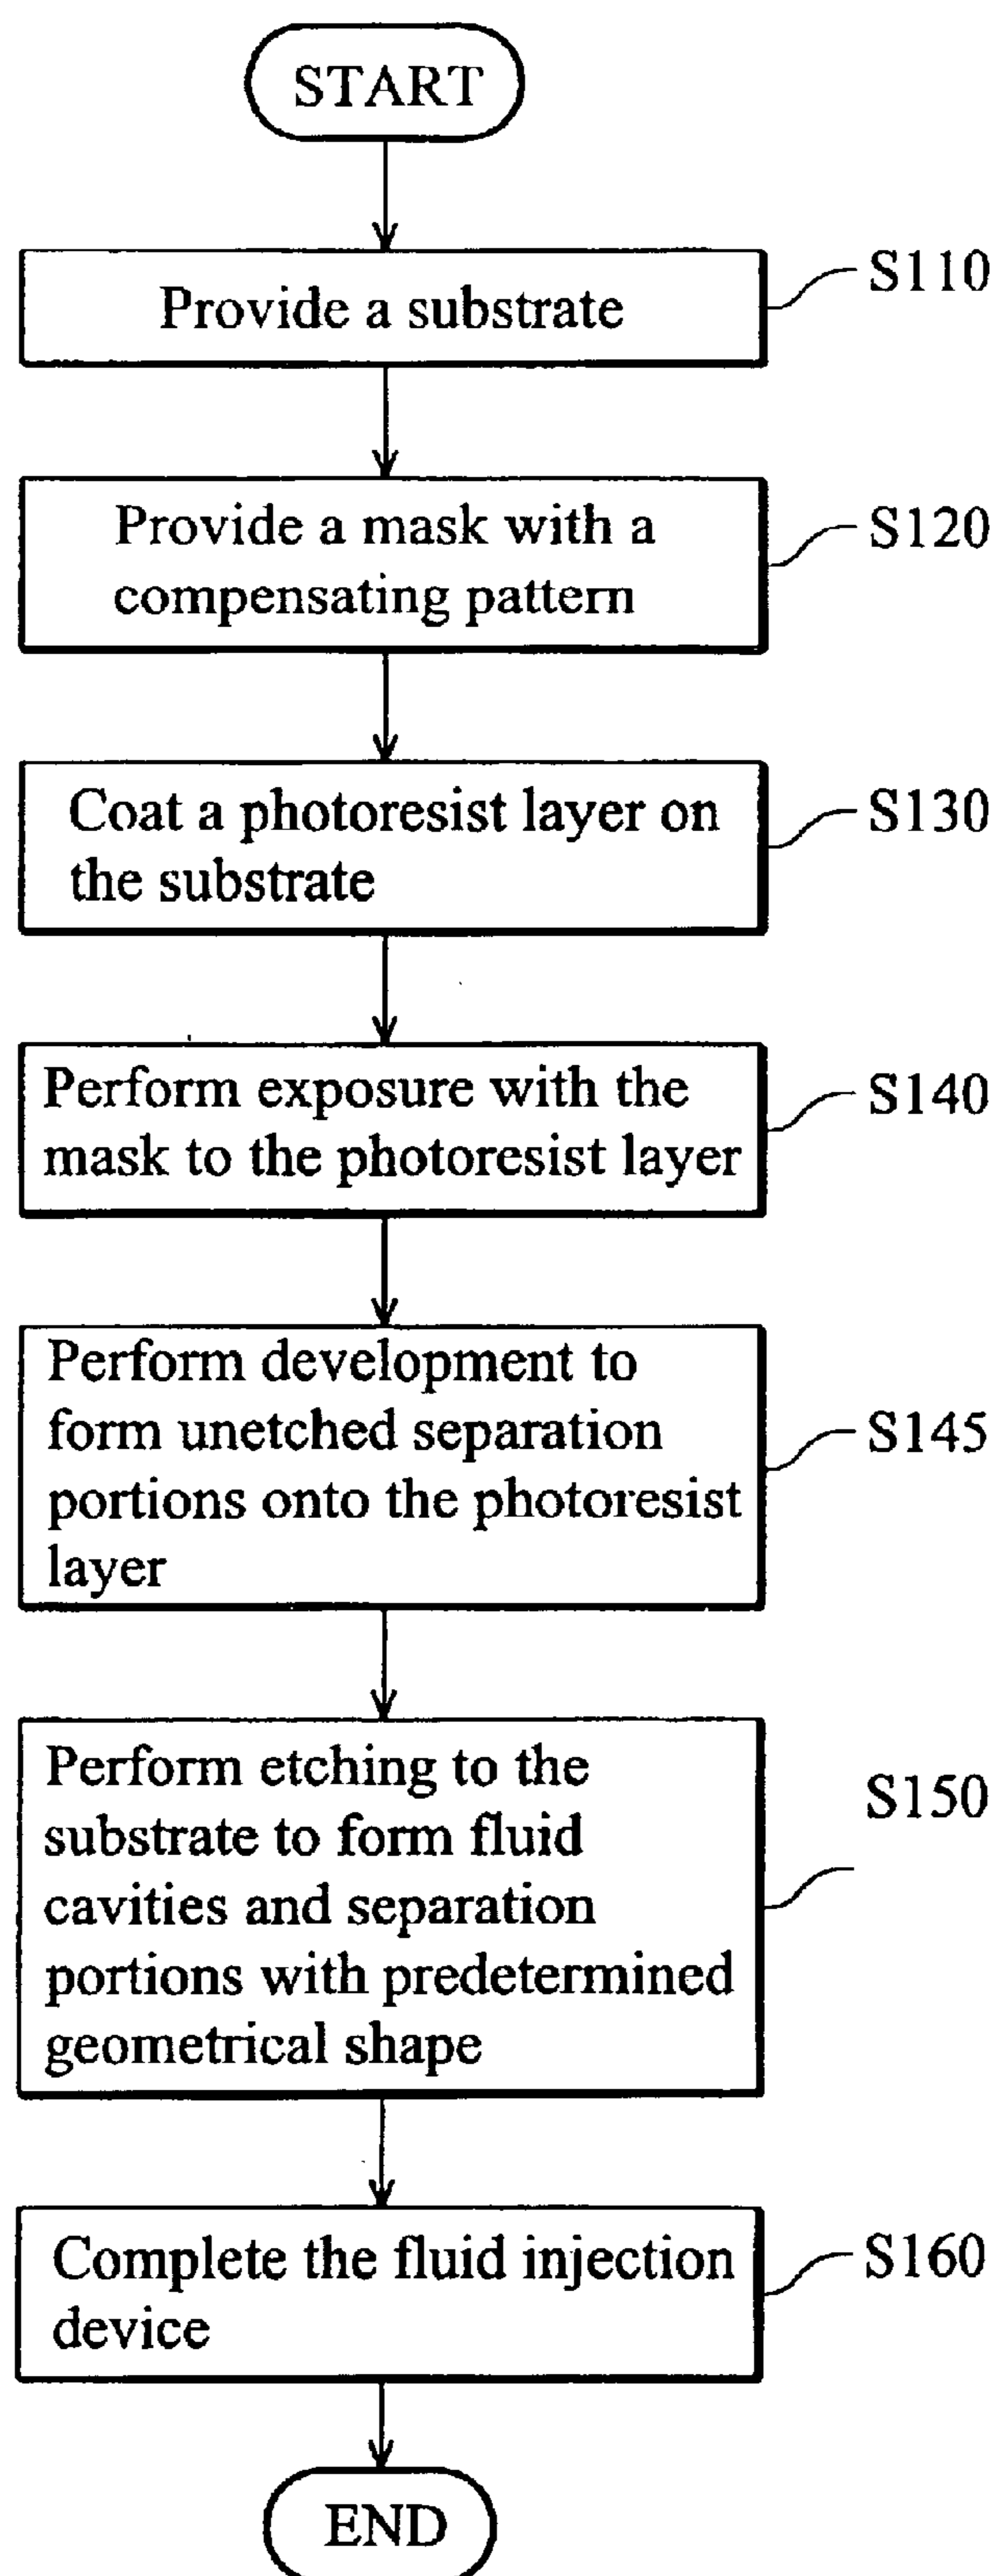 START
Provide a substrate
S110
Provide a mask with a
compensating pattern
S120
Coat a photoresist layer on
the substrate
S130
Perform exposure with the
mask to the photoresist layer
S140
Perform development to
form unetched separation
portions onto the photoresist
layer
S145
Perform etching to the
substrate to form fluid
cavities and separation
portions with predetermined
geometrical shape
S150
Complete the fluid injection
device
S160
END